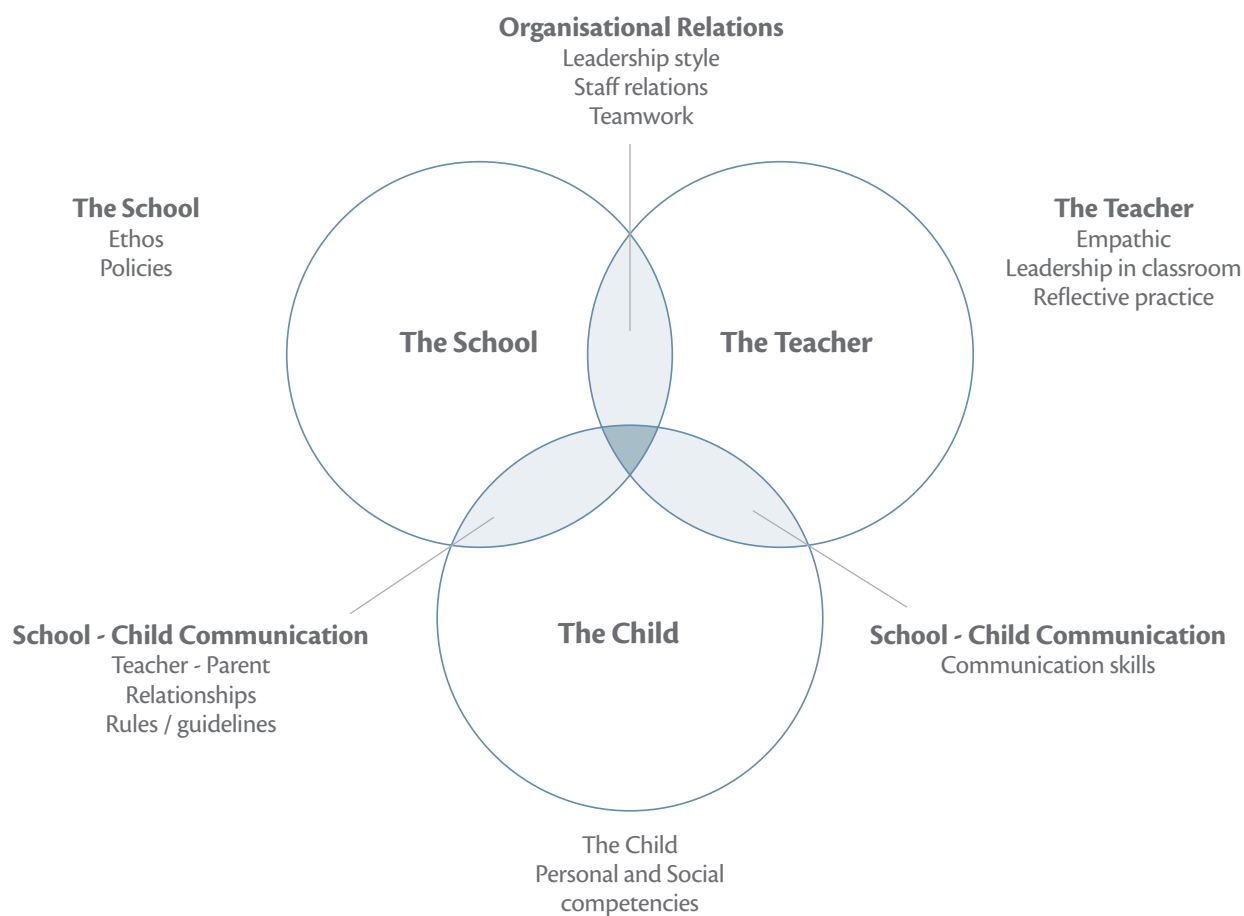 Organisational Relations
Leadership style
Staff relations
Teamwork
The School
Ethos
Policies
The Teacher
Empathic
Leadership in classroom
Reflective practice
The School
The Teacher
School - Child Communication
Teacher - Parent
Relationships
Rules / guidelines
The Child
School - Child Communication
Communication skills
The Child
Personal and Social
competencies